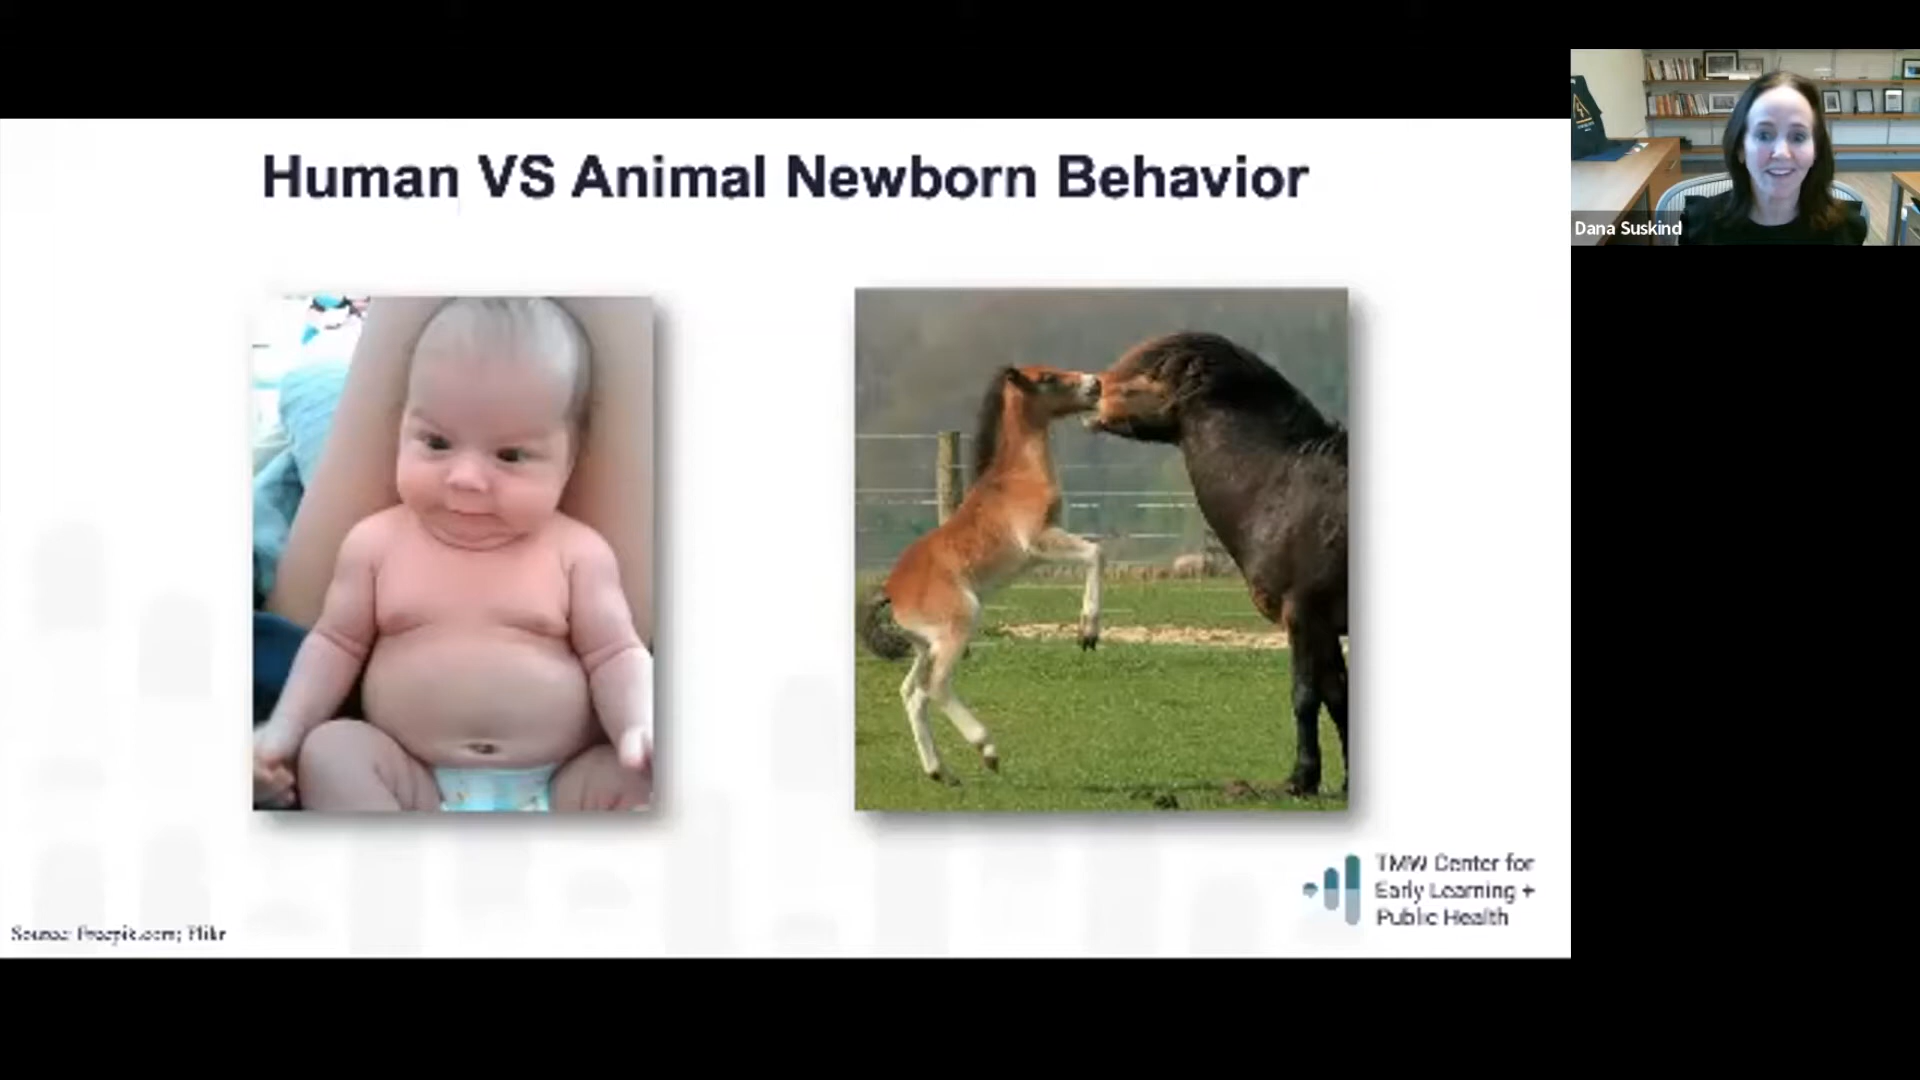 Human VS Animal Newborn Behavior
Dana Suskind
TMW Center for
Early Learning +
Public Health
Source: Freepik.com; Flikr